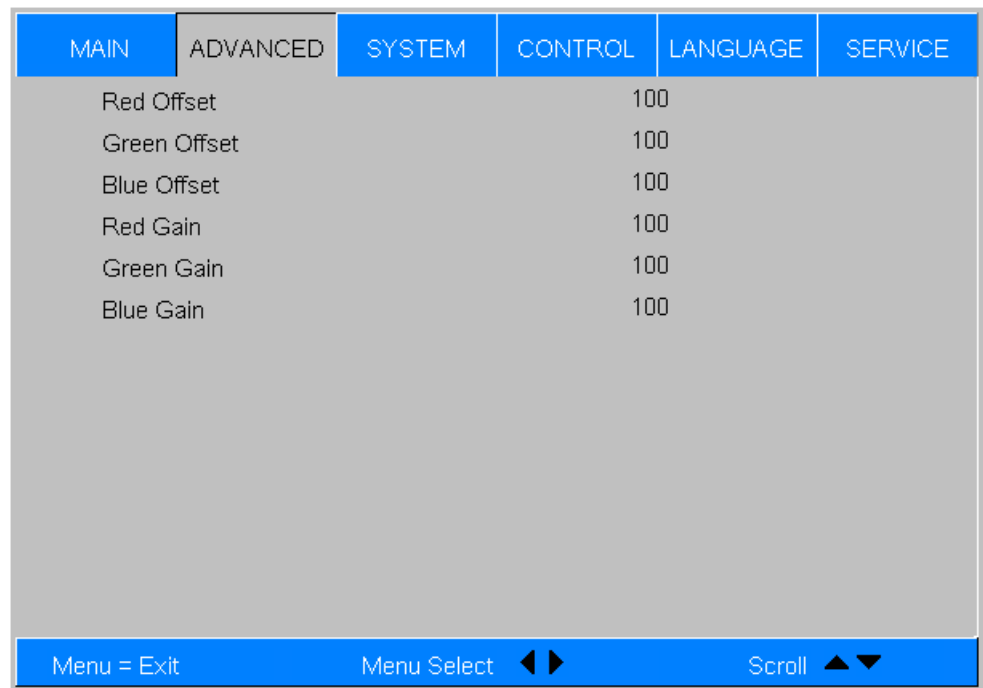 MAIN ADVANCED SYSTEM CONTROL LANGUAGE SERVICE
Red Offset 100
Green Offset 100
Blue Offset 100
Red Gain 100
Green Gain 100
Blue Gain 100
Menu = Exit Menu Select Scroll